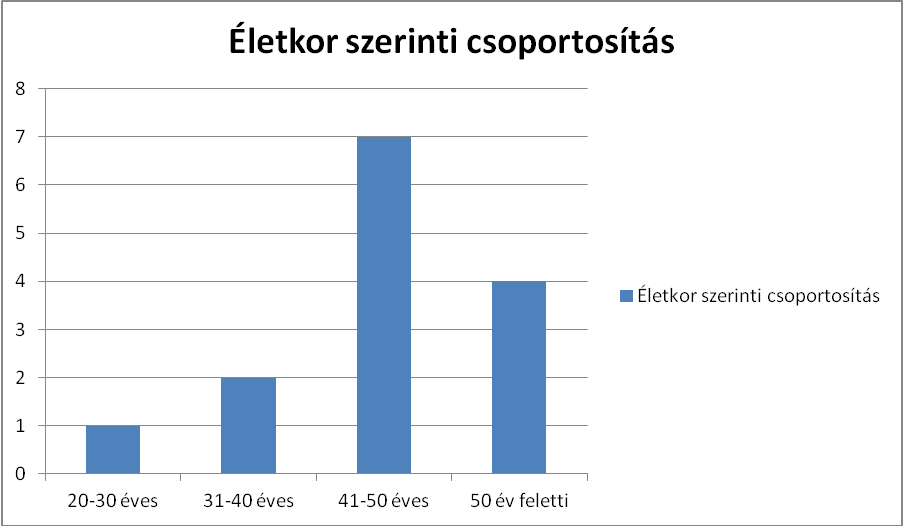 Életkor szerinti csoportosítás
8
7
6
5
4
3
2
1
0
20-30 éves
31-40 éves
41-50 éves
50 év feletti
Életkor szerinti csoportosítás